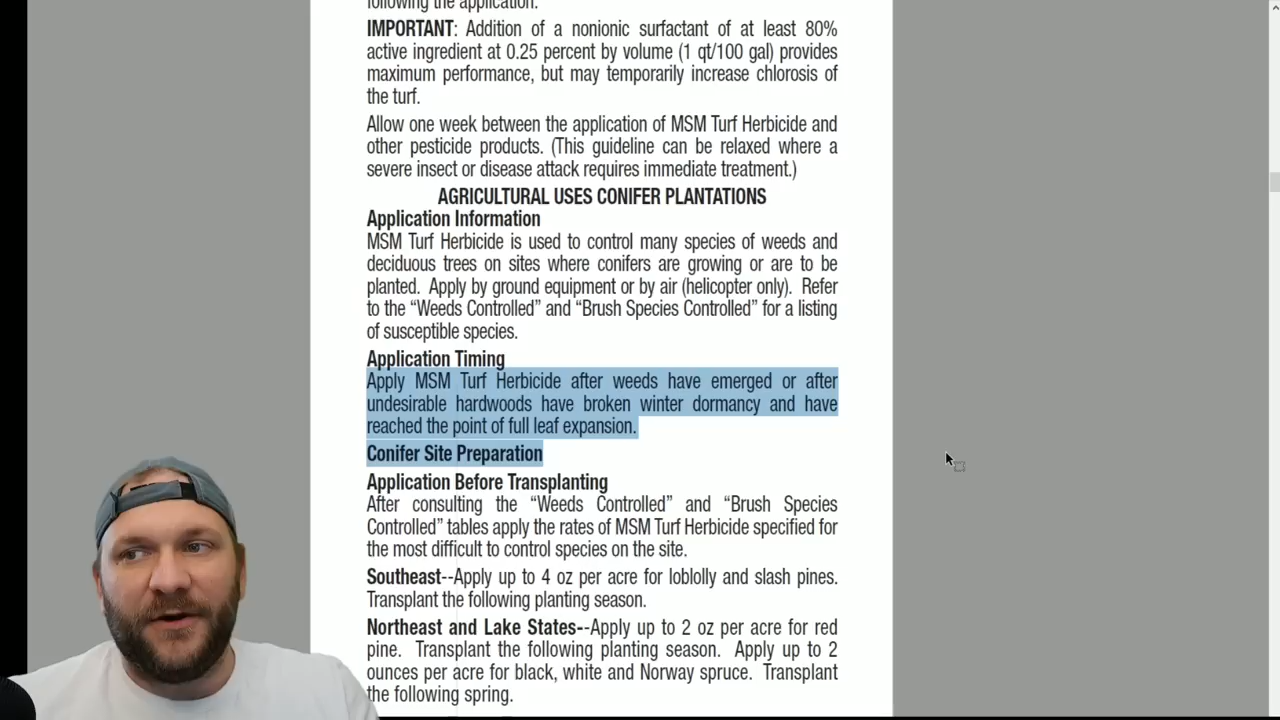 following the application.
IMPORTANT: Addition of a nonionic surfactant of at least 80%
active ingredient at 0.25 percent by volume (1 qt/100 gal) provides
maximum performance, but may temporarily increase chlorosis of
the turf.
Allow one week between the application of MSM Turf Herbicide and
other pesticide products. (This guideline can be relaxed where a
severe insect or disease attack requires immediate treatment.)
AGRICULTURAL USES CONIFER PLANTATIONS
Application Information
MSM Turf Herbicide is used to control many species of weeds and
deciduous trees on sites where conifers are growing or are to be
planted. Apply by ground equipment or by air (helicopter only). Refer
to the “Weeds Controlled” and “Brush Species Controlled” for a listing
of susceptible species.
Application Timing
Apply MSM Turf Herbicide after weeds have emerged or after
undesirable hardwoods have broken winter dormancy and have
reached the point of full leaf expansion.
Conifer Site Preparation
Application Before Transplanting
After consulting the “Weeds Controlled” and “Brush Species
Controlled” tables apply the rates of MSM Turf Herbicide specified for
the most difficult to control species on the site.
Southeast--Apply up to 4 oz per acre for loblolly and slash pines.
Transplant the following planting season.
Northeast and Lake States--Apply up to 2 oz per acre for red
pine. Transplant the following planting season. Apply up to 2
ounces per acre for black, white and Norway spruce. Transplant
the following spring.